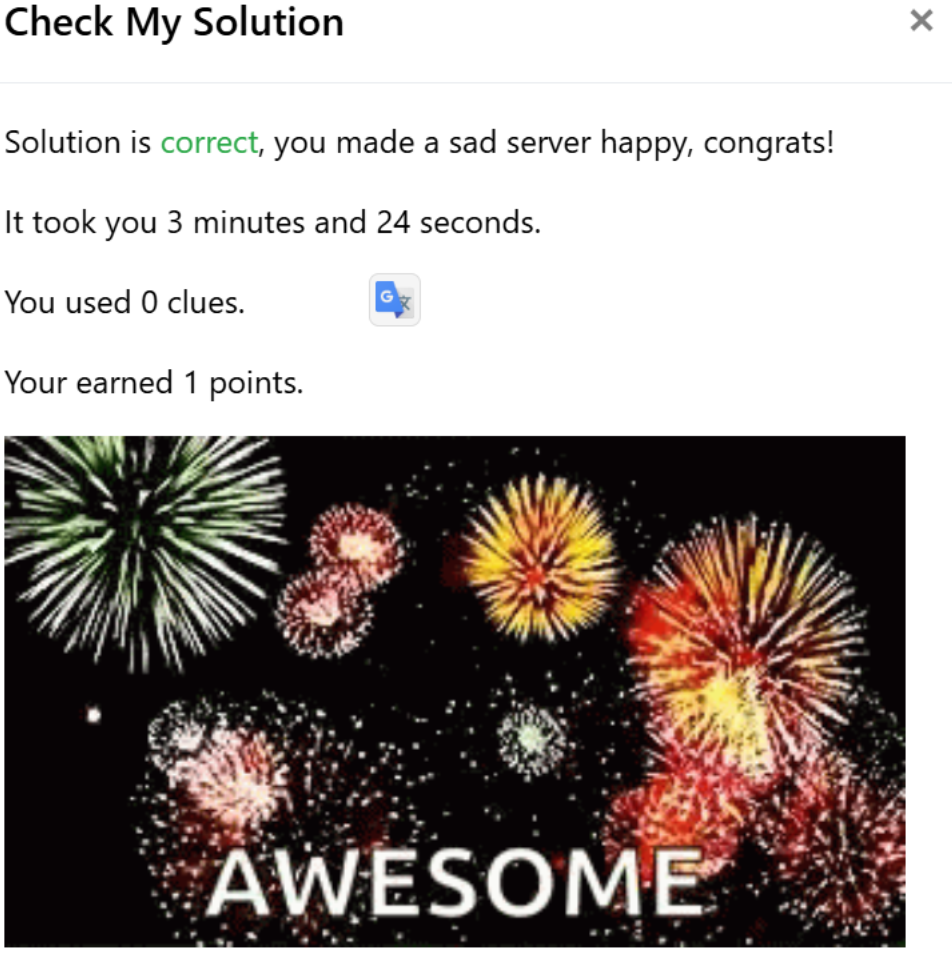 Check My Solution
Solution is correct, you made a sad server happy, congrats!
It took you 3 minutes and 24 seconds.
You used 0 clues.
G 文
Your earned 1 points.
AWESOME